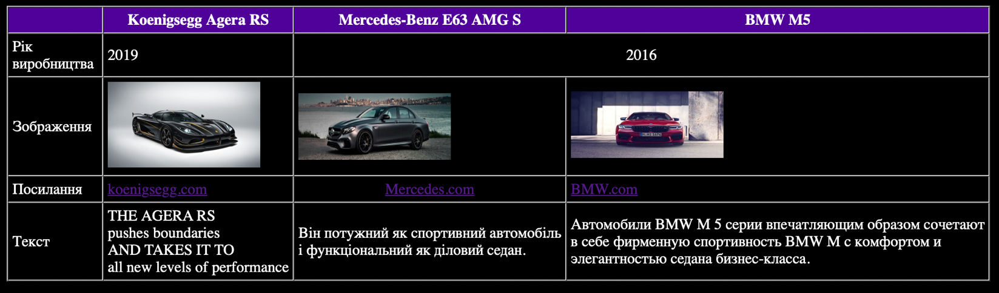 Koenigsegg Agera RS
Mercedes-Benz E63 AMG S
BMW M5
Рік
виробництва
2019
2016
Зображення
Посилання
koenigsegg.com
Mercedes.com
BMW.com
Текст
THE AGERA RS
pushes boundaries
AND TAKES IT TO
all new levels of performance
Він потужний як спортивний автомобіль
і функціональний як діловий седан.
Автомобили BMW M 5 серии впечатляющим образом сочетают
в себе фирменную спортивность BMW M с комфортом и
элегантностью седана бизнес-класса.